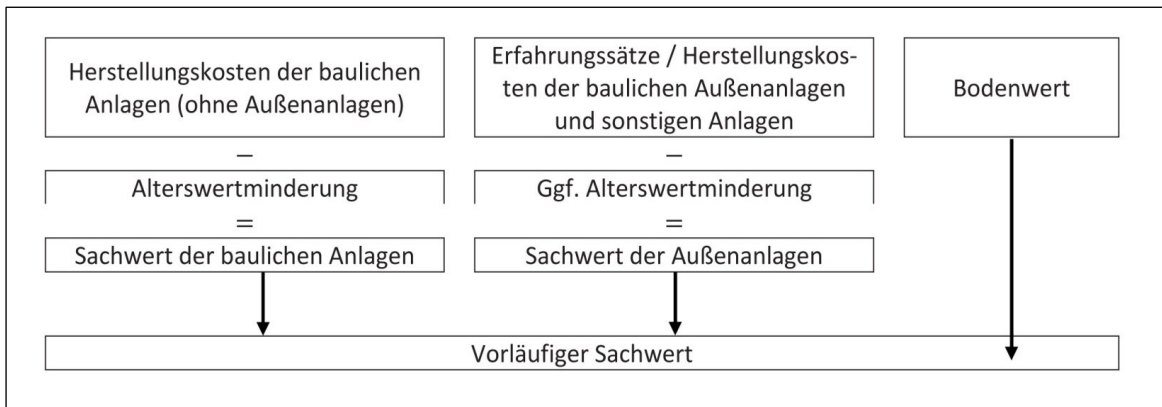 Herstellungskosten der baulichen
Anlagen (ohne Außenanlagen)
–
Alterswertminderung
=
Sachwert der baulichen Anlagen
Erfahrungssätze / Herstellungskos-
ten der baulichen Außenanlagen
und sonstigen Anlagen
–
Ggf. Alterswertminderung
=
Sachwert der Außenanlagen
Bodenwert
Vorläufiger Sachwert